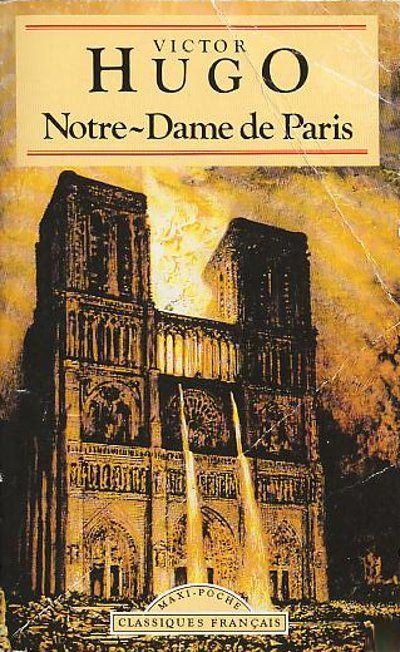 VICTOR
HUGO
Notre~Dame de Paris
MAXI-POCHE
CLASSIQUES FRANÇAIS